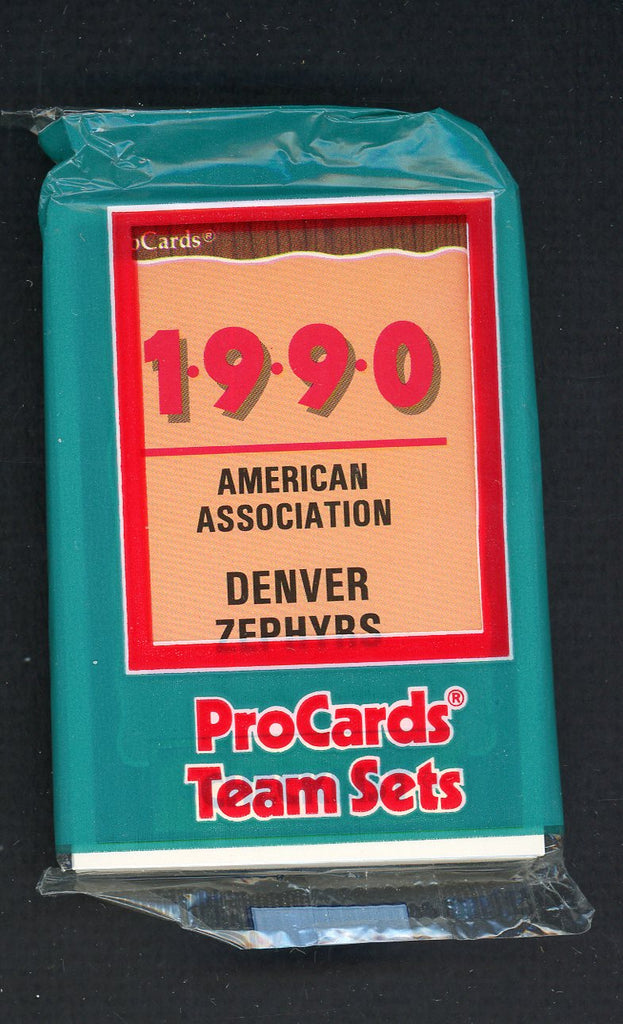 oCards®
1·9·9·0
AMERICAN
ASSOCIATION
DENVER
ZEPHYRS
ProCards®
Team Sets